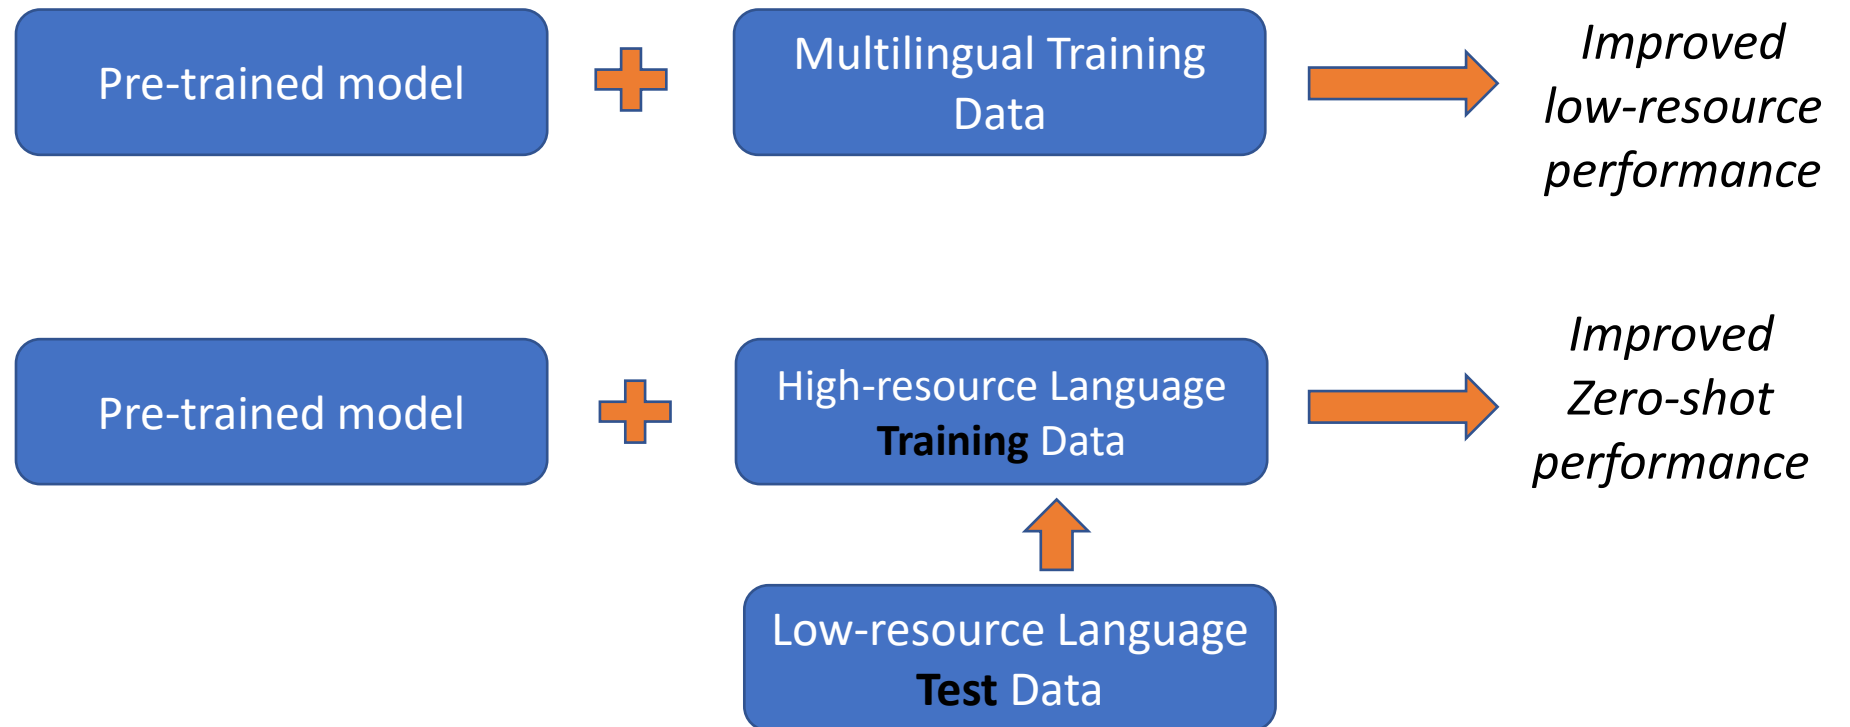 Pre-trained model
Multilingual Training
Data
Improved
low-resource
performance
Pre-trained model
High-resource Language
Training Data
Improved
Zero-shot
performance
Low-resource Language
Test Data